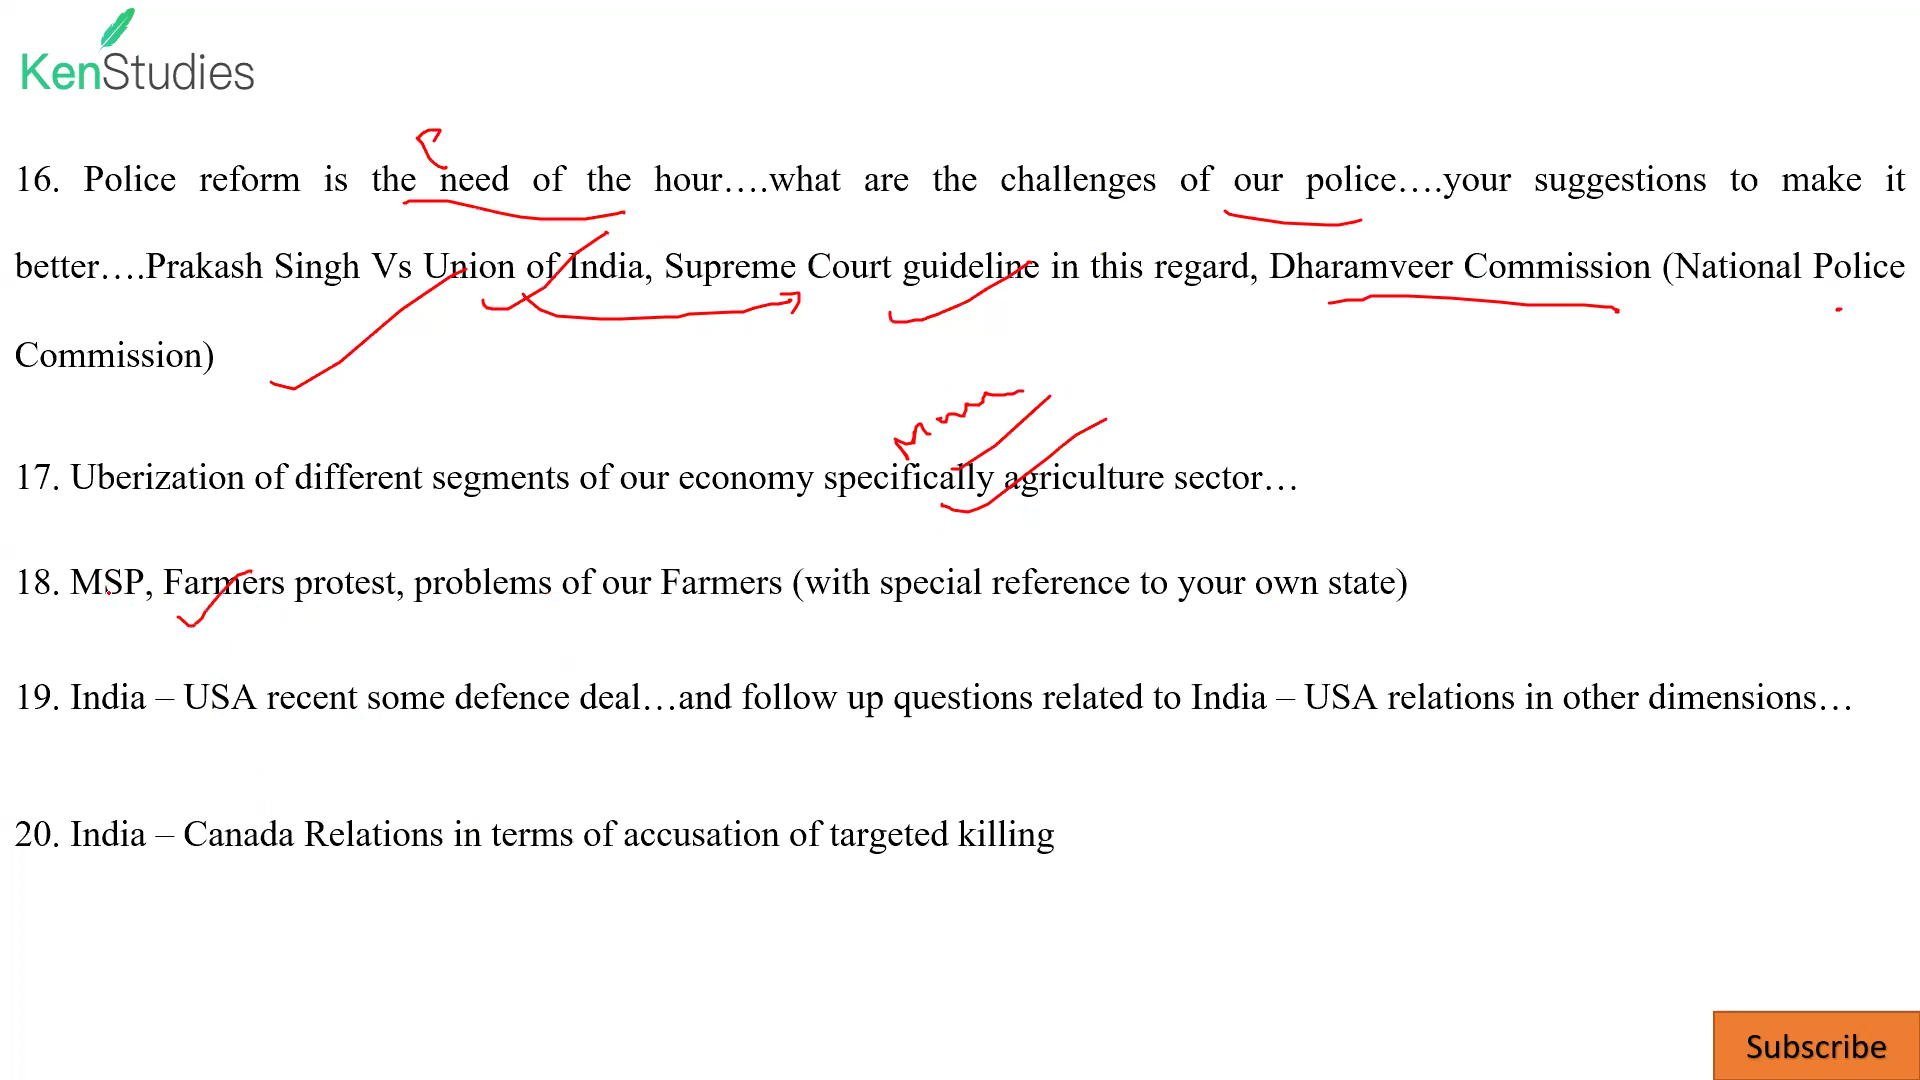 KenStudies
16. Police reform is the need of the hour….what are the challenges of our police….your suggestions to make it
better….Prakash Singh Vs Union of India, Supreme Court guideline in this regard, Dharamveer Commission (National Police
Commission)
17. Uberization of different segments of our economy specifically agriculture sector…
18. MSP, Farmers protest, problems of our Farmers (with special reference to your own state)
19. India – USA recent some defence deal…and follow up questions related to India – USA relations in other dimensions…
20. India – Canada Relations in terms of accusation of targeted killing
Subscribe